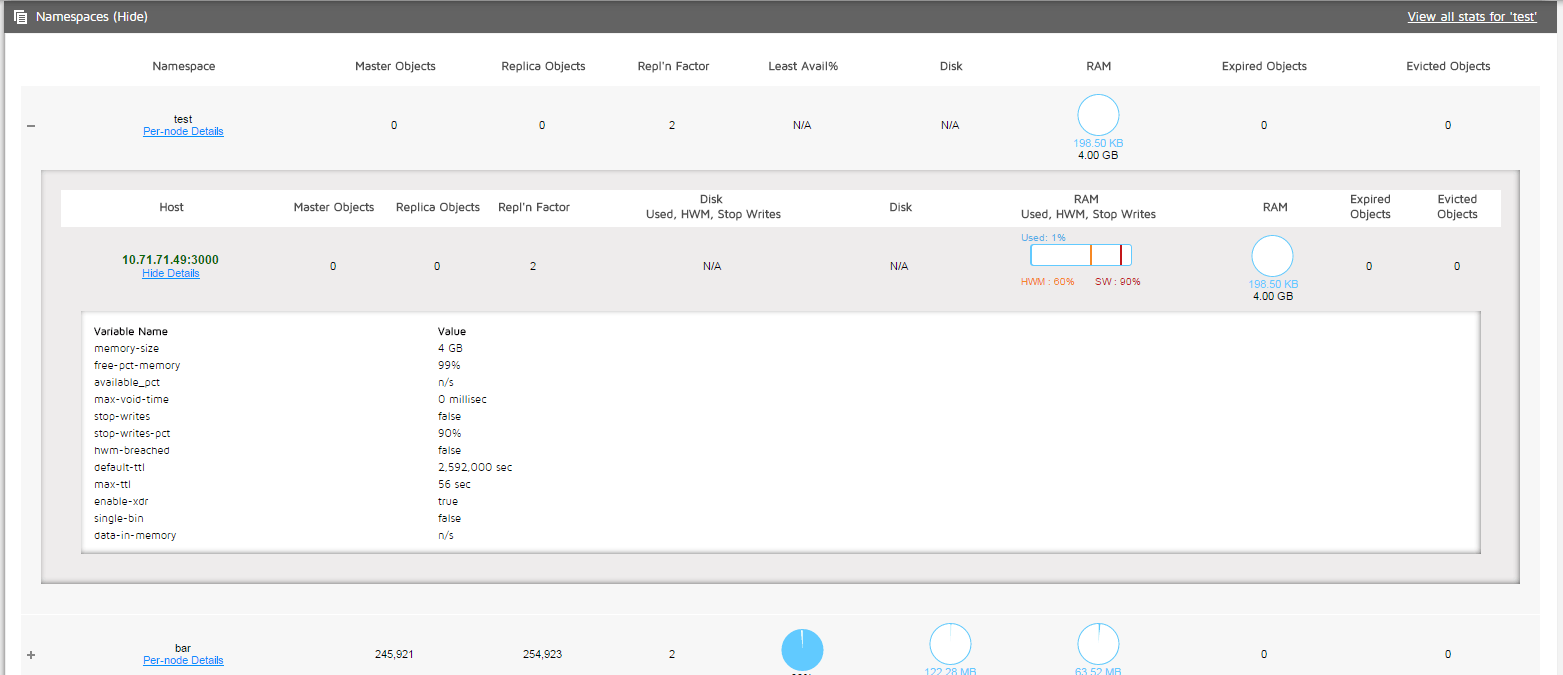 Namespaces (Hide) View all stats for 'test'
Namespace Master Objects Replica Objects Repl'n Factor Least Avail% Disk RAM Expired Objects Evicted Objects
test
Per-node Details
0 0 2 N/A N/A 0 0
198.50 KB
4.00 GB
Host Master Objects Replica Objects Repl'n Factor Disk Used, HWM, Stop Writes Disk RAM Used, HWM, Stop Writes RAM Expired Objects Evicted Objects
10.71.71.49:3000
Hide Details
0 0 2 N/A N/A
Used: 1%
HWM : 60% SW : 90%
198.50 KB
4.00 GB
0 0
Variable Name Value
memory-size 4 GB
free-pct-memory 99%
available_pct n/s
max-void-time 0 millisec
stop-writes false
stop-writes-pct 90%
hwm-breached false
default-ttl 2,592,000 sec
max-ttl 56 sec
enable-xdr true
single-bin false
data-in-memory n/s
bar
Per-node Details
245,921 254,923 2 0 0
122.28 MB 63.52 MB